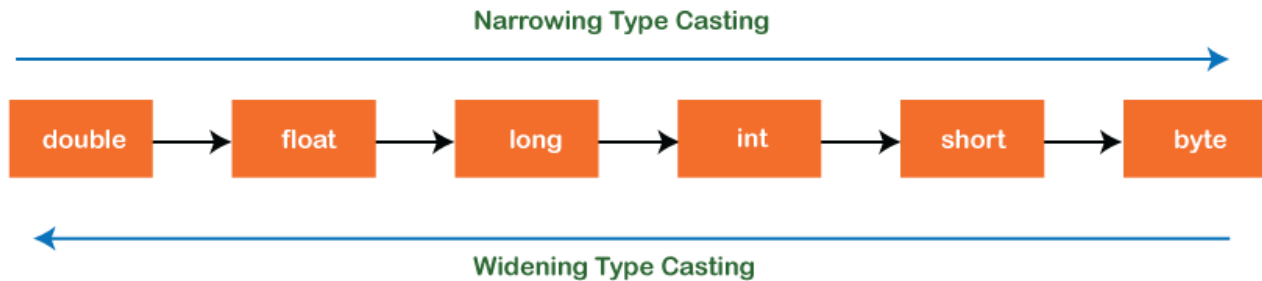 Narrowing Type Casting
double float long int short byte
Widening Type Casting